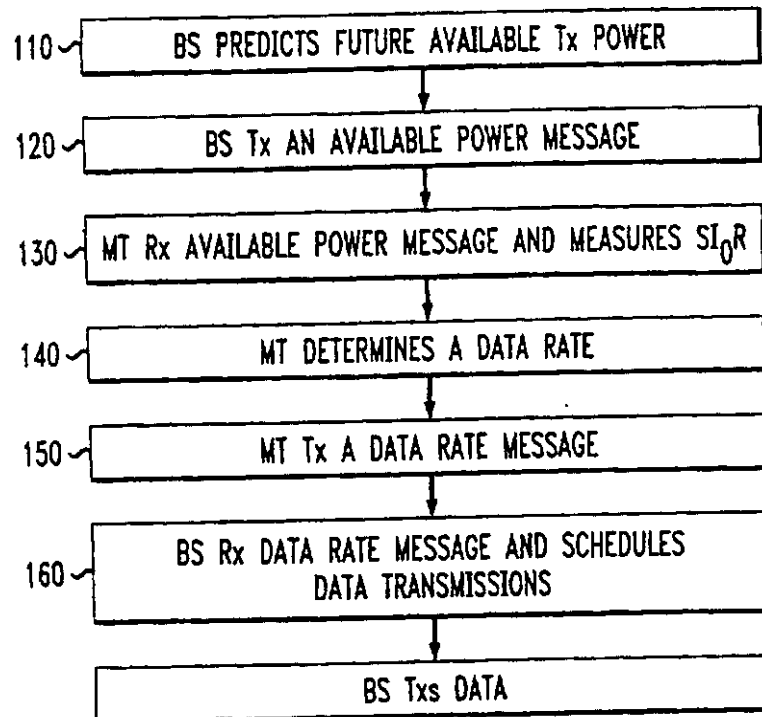 110 BS PREDICTS FUTURE AVAILABLE Tx POWER
120 BS Tx AN AVAILABLE POWER MESSAGE
130 MT Rx AVAILABLE POWER MESSAGE AND MEASURES SI₀R
140 MT DETERMINES A DATA RATE
150 MT Tx A DATA RATE MESSAGE
160 BS Rx DATA RATE MESSAGE AND SCHEDULES
DATA TRANSMISSIONS
BS Txs DATA